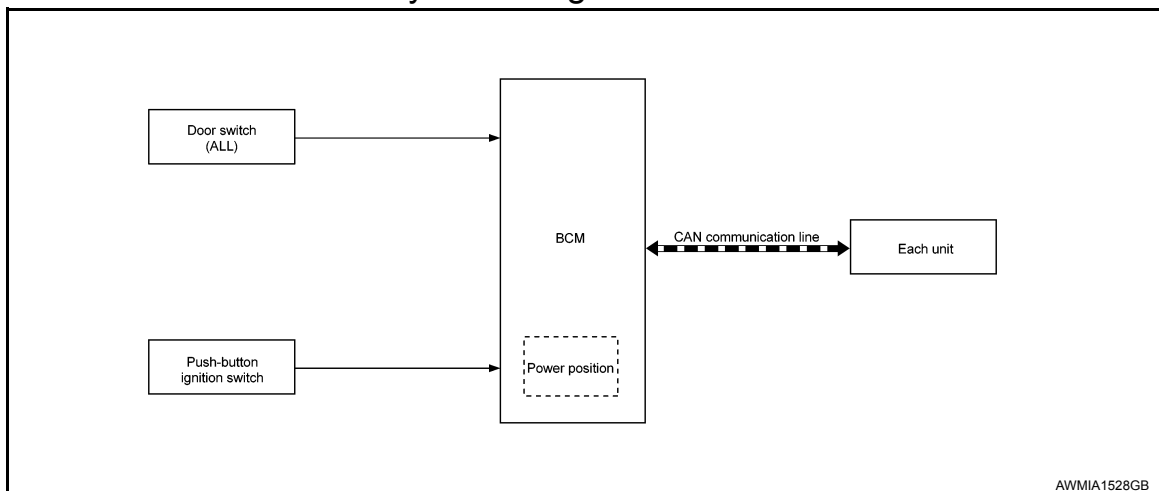 Door switch
(ALL)
BCM
CAN communication line
Each unit
Push-button
ignition switch
Power position
AWMIA1528GB